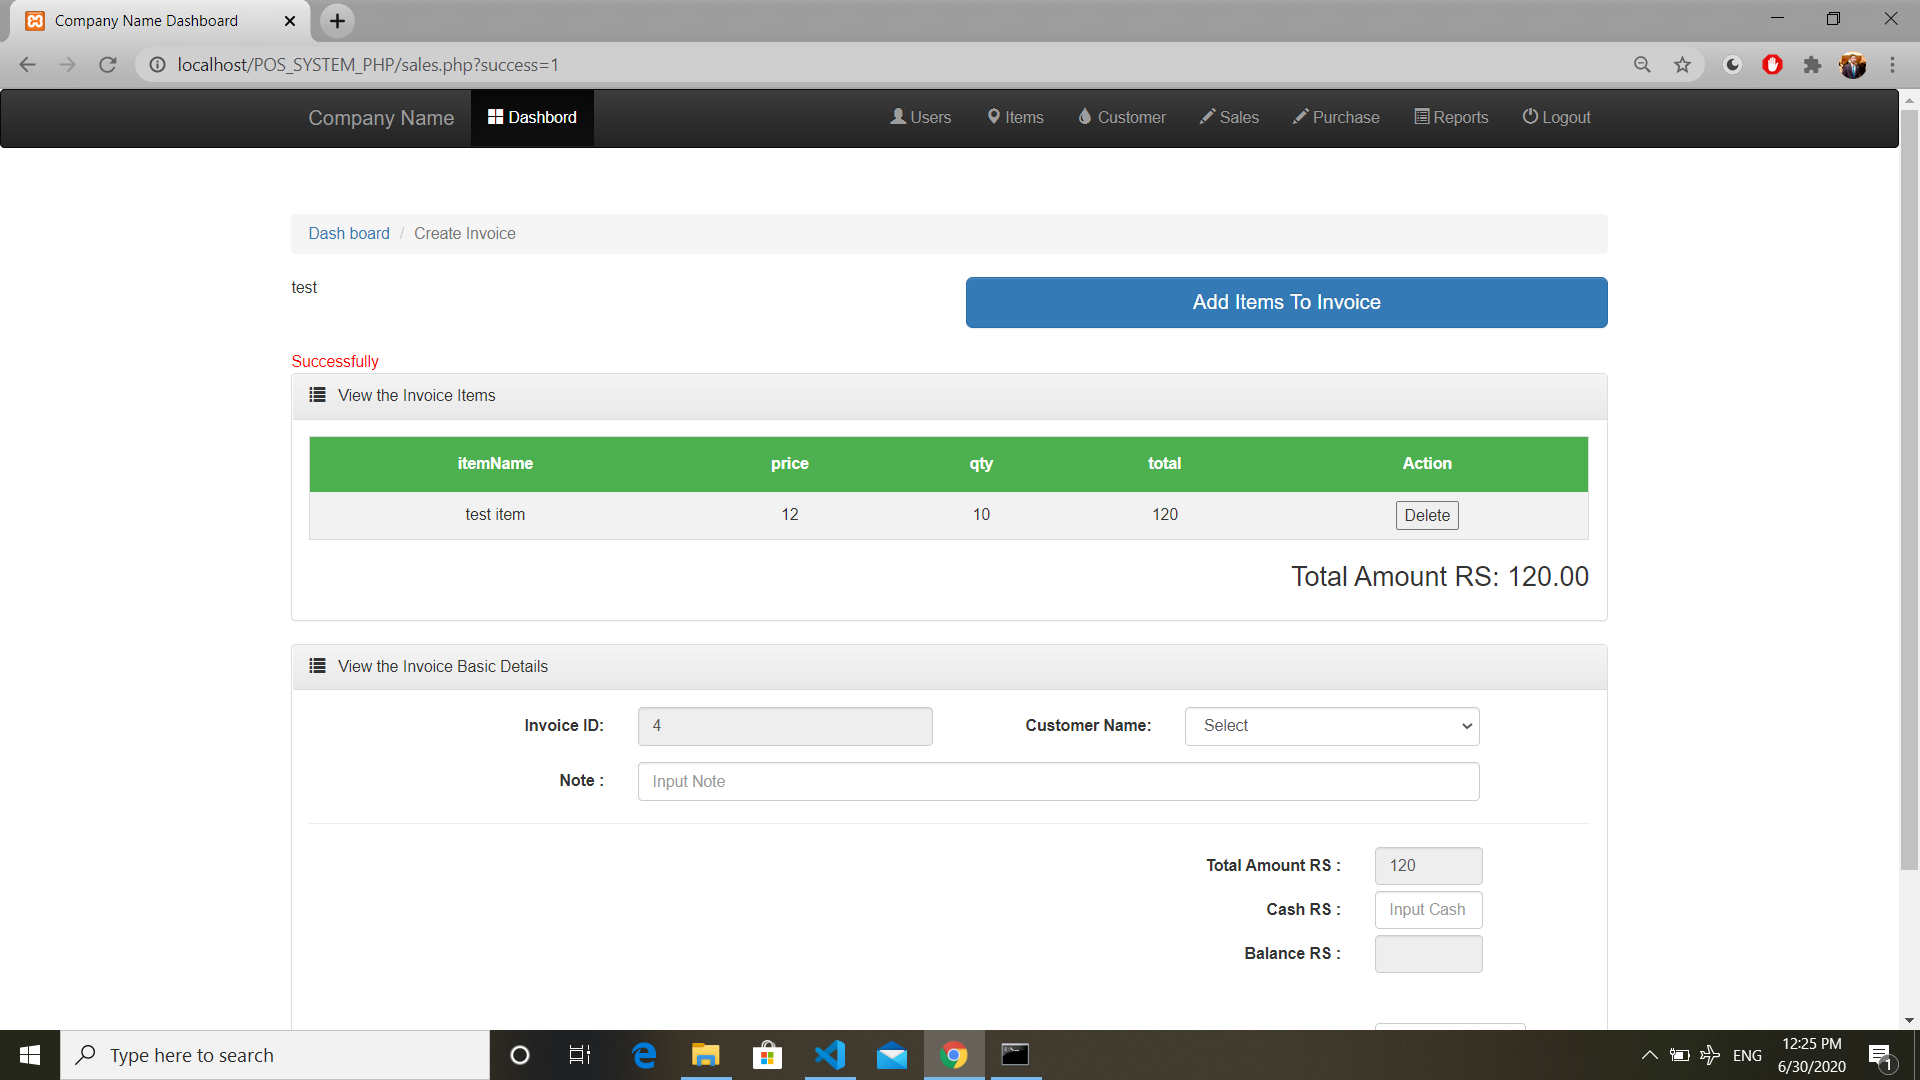 Company Name Dashboard
localhost/POS_SYSTEM_PHP/sales.php?success=1
Company Name Dashbord Users Items Customer Sales Purchase Reports Logout
Dash board / Create Invoice
test
Add Items To Invoice
Successfully
View the Invoice Items
itemName price qty total Action
test item 12 10 120 Delete
Total Amount RS: 120.00
View the Invoice Basic Details
Invoice ID: 4 Customer Name: Select
Note : Input Note
Total Amount RS : 120
Cash RS : Input Cash
Balance RS :
Type here to search
ENG
12:25 PM
6/30/2020
1